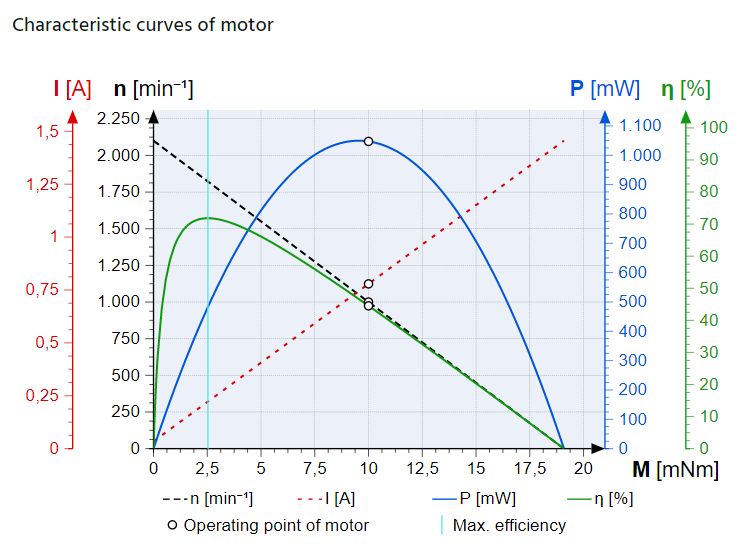 Characteristic curves of motor
I [A] n [min⁻¹] P [mW] η [%]
2.250 1.100 100
1,5 2.000 1.000 90
1,25 1.750 900 80
1.500 800 70
1 1.250 700 60
0,75 1.000 600 50
0,5 750 500 40
500 400 30
0,25 250 300 20
200 10
100
0 0 0 0
0 2,5 5 7,5 10 12,5 15 17,5 20 M [mNm]
n [min⁻¹] I [A] P [mW] η [%]
Operating point of motor Max. efficiency